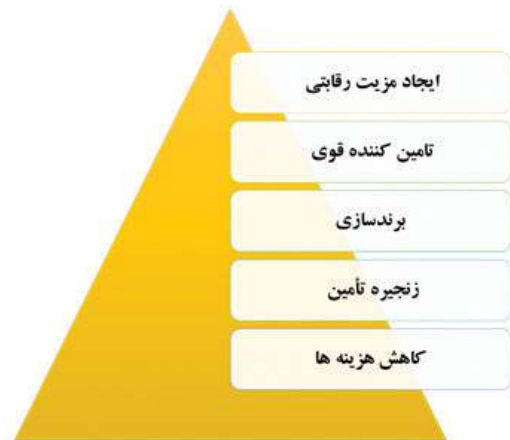 ایجاد مزیت رقابتی
تامین کننده قوی
برندسازی
زنجیره تأمین
کاهش هزینه ها